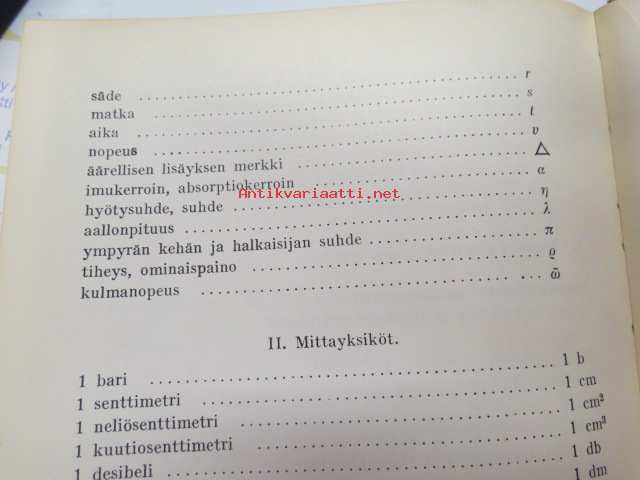 säde ........ r
matka ........ s
aika ........ t
nopeus ........ v
äärellisen lisäyksen merkki ........ △
imukerroin, absorptiokerroin ........ α
Antikvariaatti.net
hyötysuhde, suhde ........ η
aallonpituus ........ λ
ympyrän kehän ja halkaisijan suhde ........ π
tiheys, ominaispaino ........ ϱ
kulmanopeus ........ ω̄
II. Mittayksiköt.
1 bari ........ 1 b
1 senttimetri ........ 1 cm
1 neliösenttimetri ........ 1 cm²
1 kuutiosenttimetri ........ 1 cm³
1 desibeli ........ 1 db
1 dm